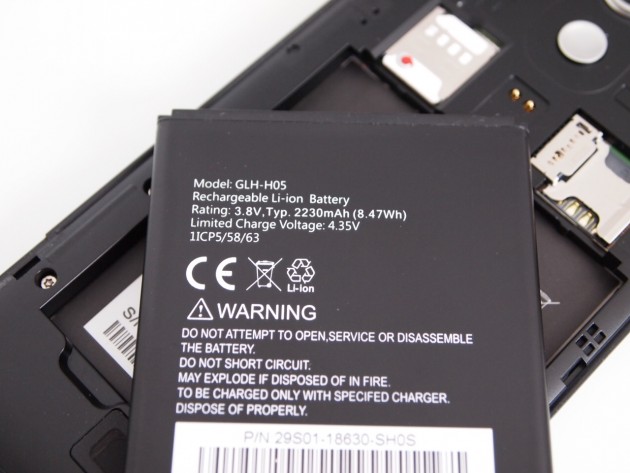 Model: GLH-H05
Rechargeable Li-ion Battery
Rating: 3.8V,Typ. 2230mAh (8.47Wh)
Limited Charge Voltage: 4.35V
1ICP5/58/63
CE
Li-ion
WARNING
DO NOT ATTEMPT TO OPEN,SERVICE OR DISASSEMBLE
THE BATTERY.
DO NOT SHORT CIRCUIT.
MAY EXPLODE IF DISPOSED OF IN FIRE.
TO BE CHARGED ONLY WITH SPECIFED CHARGER.
DISPOSE OF PROPERLY.
P/N 29S01-18630-SH0S